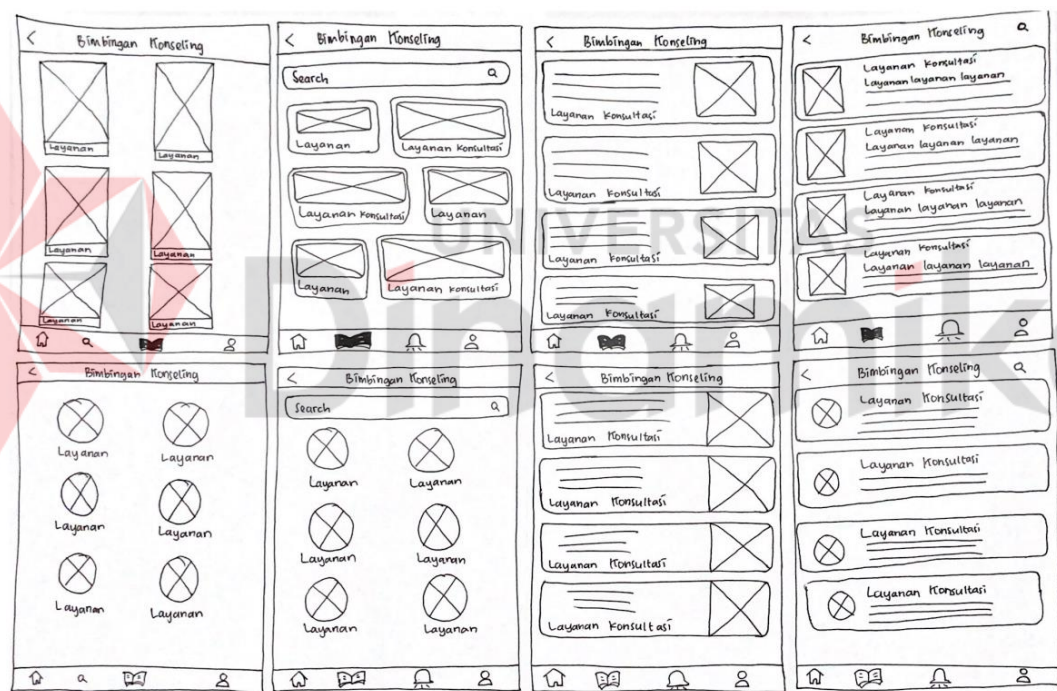 Bimbingan Konseling
Layanan
Layanan
Layanan
Layanan
Layanan
Layanan
Bimbingan Konseling
Search
Layanan
Layanan Konsultasi
Layanan Konsultasi
Layanan
Layanan
Layanan Konsultasi
Bimbingan Konseling
Layanan Konsultasi
Layanan Konsultasi
Layanan Konsultasi
Layanan Konsultasi
Bimbingan Konseling
Layanan Konsultasi
Layanan layanan layanan
Layanan Konsultasi
Layanan layanan layanan
Layanan Konsultasi
Layanan layanan layanan
Layanan Konsultasi
Layanan layanan layanan
UNIVERSITAS
Dinamika
Bimbingan Konseling
Layanan
Layanan
Layanan
Layanan
Layanan
Layanan
Bimbingan Konseling
Search
Layanan
Layanan
Layanan
Layanan
Layanan
Layanan
Bimbingan Konseling
Layanan Konsultasi
Layanan Konsultasi
Layanan Konsultasi
Layanan Konsultasi
Bimbingan Konseling
Layanan Konsultasi
Layanan Konsultasi
Layanan Konsultasi
Layanan Konsultasi